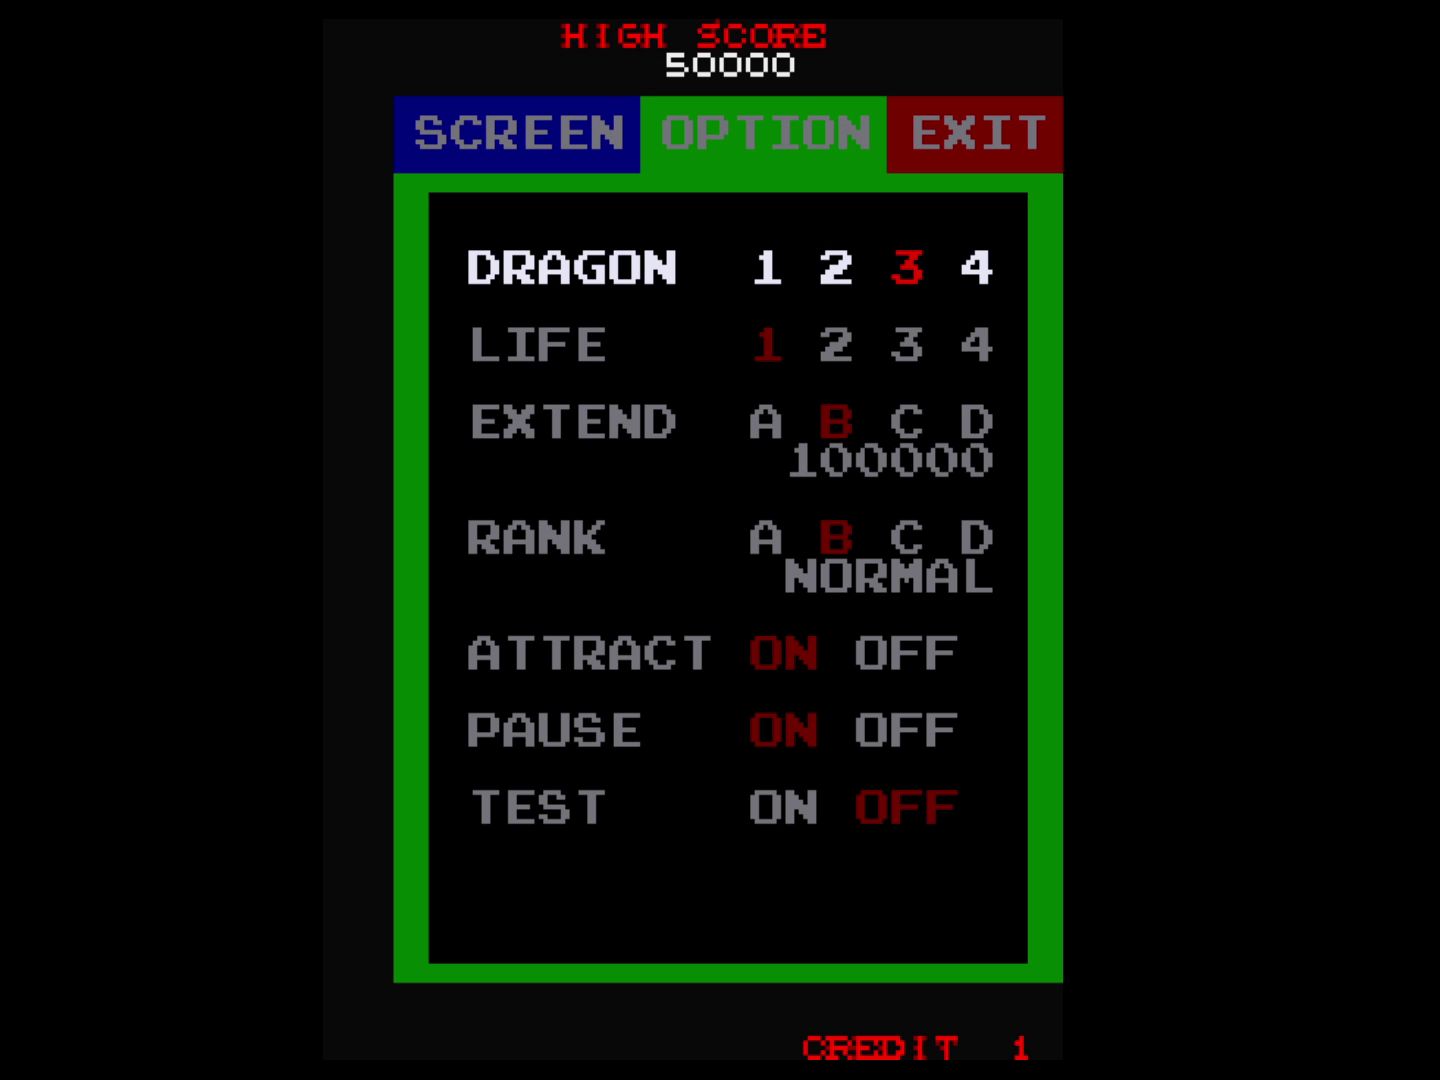 HIGH SCORE
50000
SCREEN OPTION EXIT
DRAGON 1 2 3 4
LIFE 1 2 3 4
EXTEND A B C D
100000
RANK A B C D
NORMAL
ATTRACT ON OFF
PAUSE ON OFF
TEST ON OFF
CREDIT 1